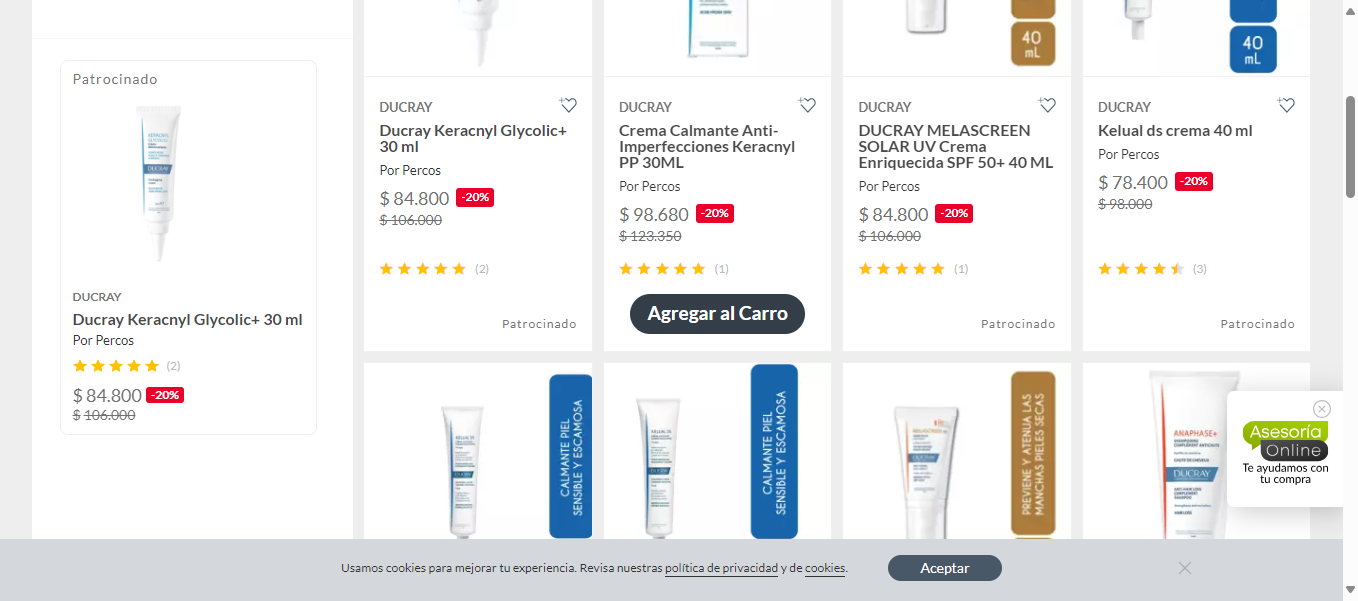 Patrocinado
DUCRAY
DUCRAY
Ducray Keracnyl Glycolic+ 30 ml
Por Percos
(2)
$ 84.800 -20%
$ 106.000
40
mL
40
mL
DUCRAY
Ducray Keracnyl Glycolic+
30 ml
Por Percos
$ 84.800 -20%
$ 106.000
(2)
Patrocinado
DUCRAY
Crema Calmante Anti-
Imperfecciones Keracnyl
PP 30ML
Por Percos
$ 98.680 -20%
$ 123.350
(1)
Agregar al Carro
DUCRAY
DUCRAY MELASCREEN
SOLAR UV Crema
Enriquecida SPF 50+ 40 ML
Por Percos
$ 84.800 -20%
$ 106.000
(1)
Patrocinado
DUCRAY
Kelual ds crema 40 ml
Por Percos
$ 78.400 -20%
$ 98.000
(3)
Patrocinado
CALMANTE PIEL
SENSIBLE Y ESCAMOSA
CALMANTE PIEL
SENSIBLE Y ESCAMOSA
DUCRAY
PREVIENE Y ATENUA LAS
MANCHAS PIELES SECAS
ANAPHASE+
DUCRAY
Asesoría
Online
Te ayudamos con
tu compra
Usamos cookies para mejorar tu experiencia. Revisa nuestras política de privacidad y de cookies.
Aceptar